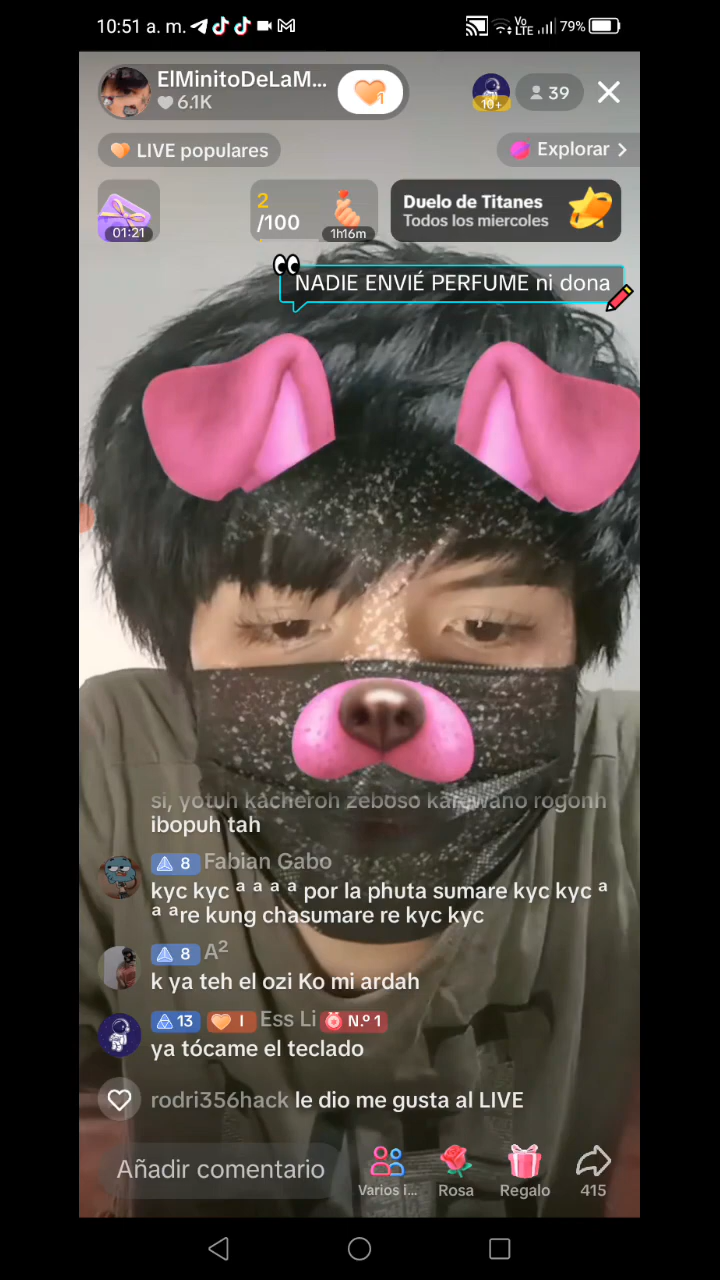 10:51 a. m.
Vo
LTE
79%
ElMinitoDeLaM...
6.1K
1
10+
39
LIVE populares
Explorar
01:21
2
/100
1h16m
Duelo de Titanes
Todos los miercoles
NADIE ENVIÉ PERFUME ni dona
si, yotuh kacheroh zeboso karewano rogonh
ibopuh tah
8 Fabian Gabo
kyc kyc ª ª ª ª por la phuta sumare kyc kyc ª
ª ªre kung chasumare re kyc kyc
8 A²
k ya teh el ozi Ko mi ardah
13 I Ess Li N.º 1
ya tócame el teclado
rodri356hack le dio me gusta al LIVE
Añadir comentario
Varios i...
Rosa
Regalo
415